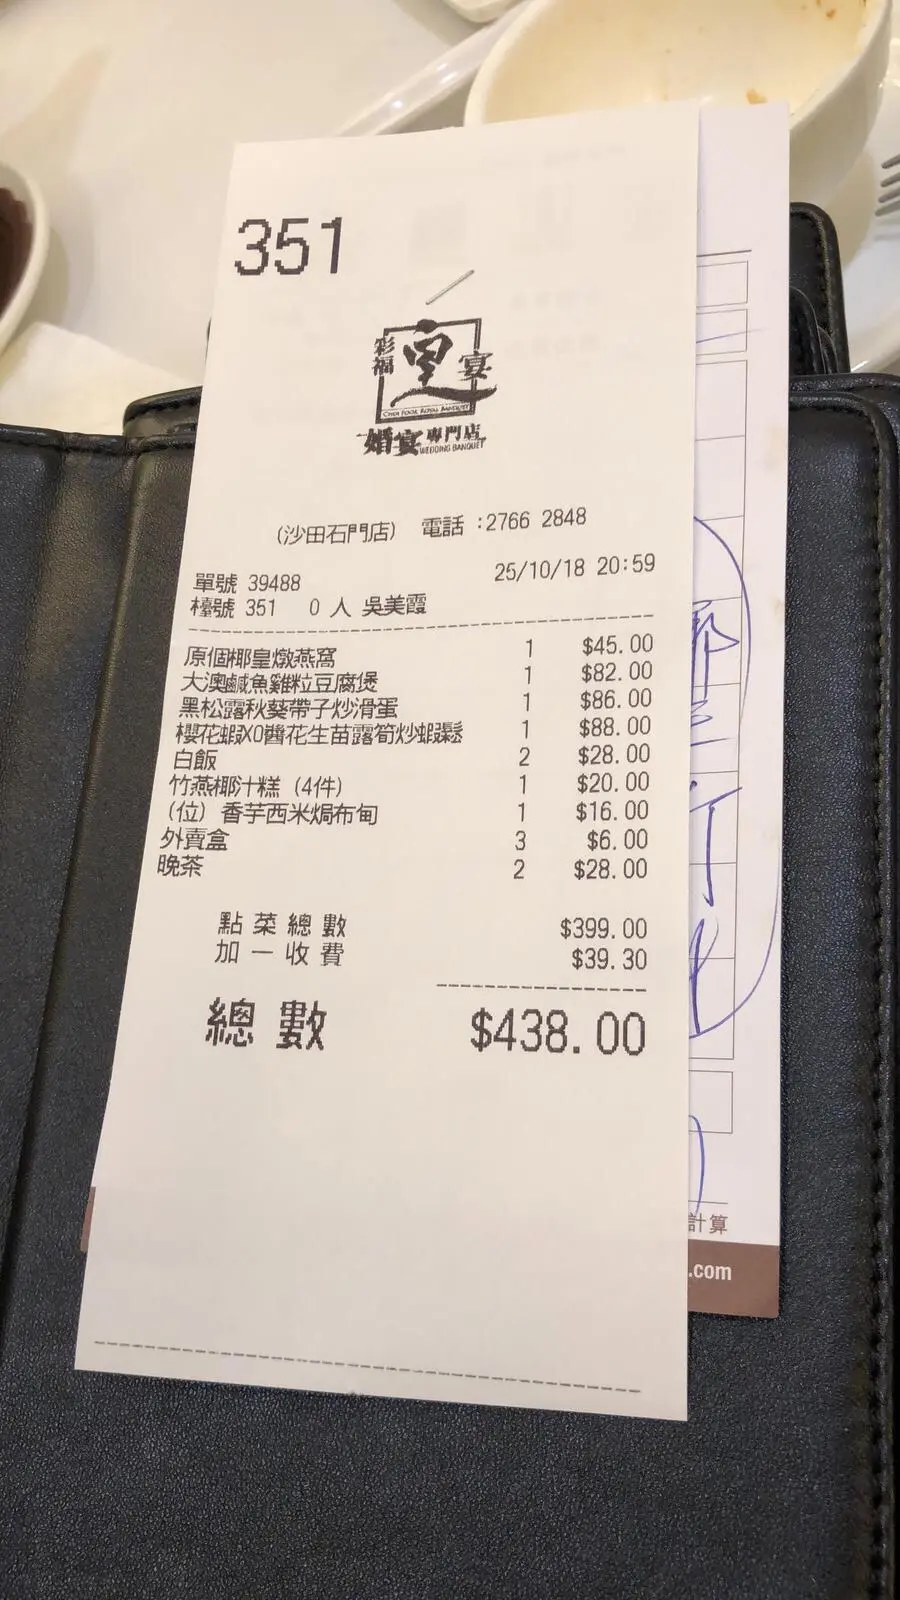 351
彩福 皇 宴
CHOI FOOK ROYAL BANQUET
婚宴專門店
WEDDING BANQUET
(沙田石門店) 電話 :2766 2848
單號 39488 25/10/18 20:59
檯號 351 0 人 吳美霞
原個椰皇燉燕窩 1 $45.00
大澳鹹魚雞粒豆腐煲 1 $82.00
黑松露秋葵帶子炒滑蛋 1 $86.00
櫻花蝦XO醬花生苗露筍炒蝦鬆 1 $88.00
白飯 2 $28.00
竹燕椰汁糕 (4件) 1 $20.00
(位) 香芋西米焗布甸 1 $16.00
外賣盒 3 $6.00
晚茶 2 $28.00
點菜總數 $399.00
加一收費 $39.30
總數 $438.00
計算
.com